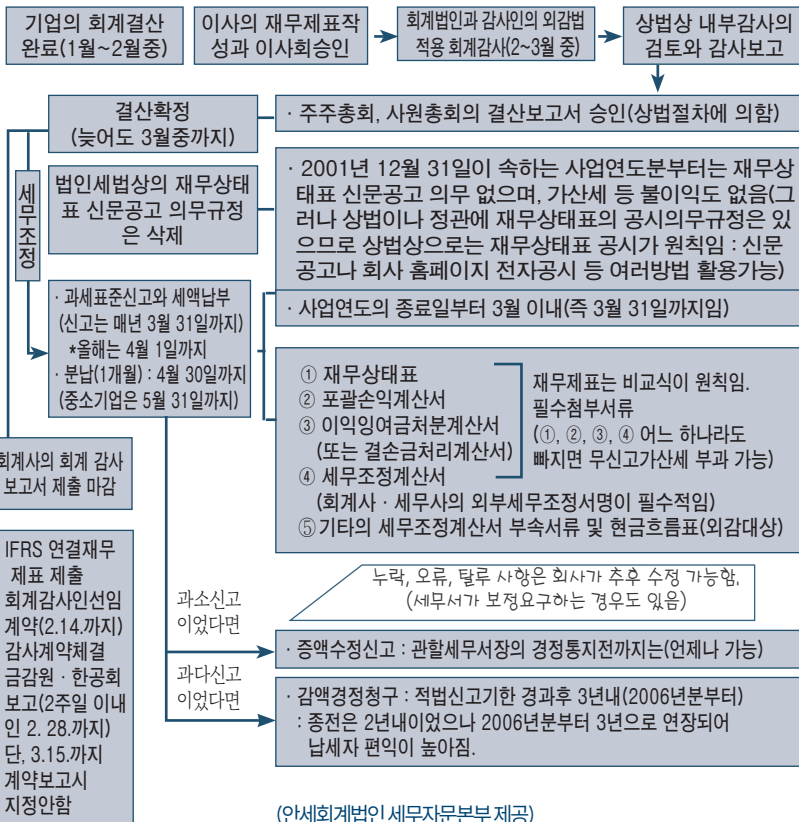 기업의 회계결산
완료(1월~2월중)
이사의 재무제표작
성과 이사회승인
회계법인과 감사인의 외감법
적용 회계감사(2~3월 중)
상법상 내부감사의
검토와 감사보고
결산확정
(늦어도 3월중까지)
· 주주총회, 사원총회의 결산보고서 승인(상법절차에 의함)
세무조정
법인세법상의 재무상태
표 신문공고 의무규정
은 삭제
· 2001년 12월 31일이 속하는 사업연도분부터는 재무상
태표 신문공고 의무 없으며, 가산세 등 불이익도 없음(그
러나 상법이나 정관에 재무상태표의 공시의무규정은 있
으므로 상법상으로는 재무상태표 공시가 원칙임 : 신문
공고나 회사 홈페이지 전자공시 등 여러방법 활용가능)
· 과세표준신고와 세액납부
(신고는 매년 3월 31일까지)
*올해는 4월 1일까지
· 분납(1개월) : 4월 30일까지
(중소기업은 5월 31일까지)
· 사업연도의 종료일부터 3월 이내(즉 3월 31일까지임)
① 재무상태표
② 포괄손익계산서
③ 이익잉여금처분계산서
(또는 결손금처리계산서)
④ 세무조정계산서
(회계사 · 세무사의 외부세무조정서명이 필수적임)
⑤기타의 세무조정계산서 부속서류 및 현금흐름표(외감대상)
재무제표는 비교식이 원칙임.
필수첨부서류
(①, ②, ③, ④ 어느 하나라도
빠지면 무신고가산세 부과 가능)
회계사의 회계 감사
보고서 제출 마감
IFRS 연결재무
제표 제출
회계감사인선임
계약(2.14.까지)
감사계약체결
금감원 · 한공회
보고(2주일 이내
인 2. 28.까지)
단, 3.15.까지
계약보고시
지정안함
누락, 오류, 탈루 사항은 회사가 추후 수정 가능함.
(세무서가 보정요구하는 경우도 있음)
과소신고
이었다면
· 증액수정신고 : 관할세무서장의 경정통지전까지는(언제나 가능)
과다신고
이었다면
· 감액경정청구 : 적법신고기한 경과후 3년내(2006년분부터)
: 종전은 2년내이었으나 2006년분부터 3년으로 연장되어
납세자 편익이 높아짐.
(안세회계법인 세무자문본부 제공)